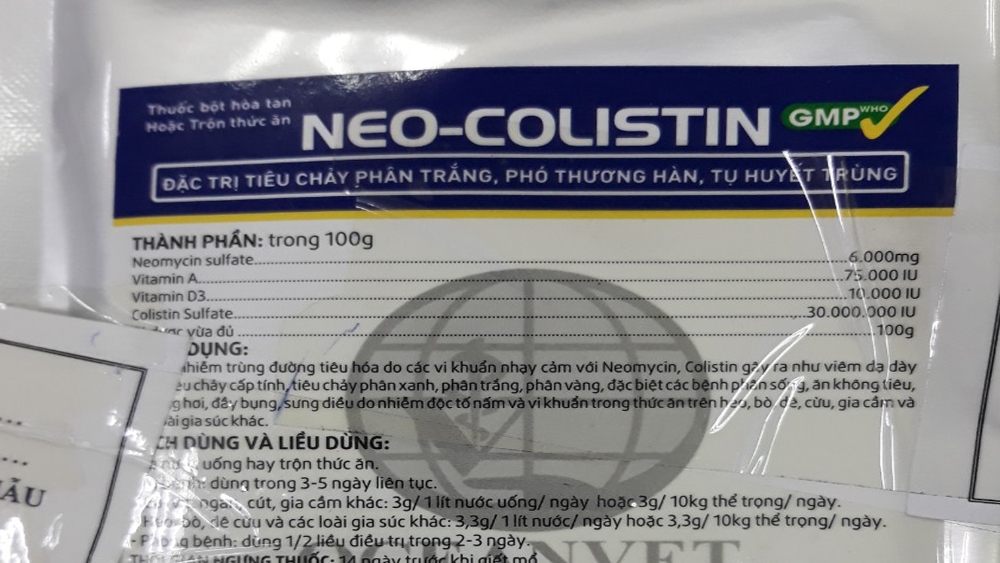 Thuốc bột hòa tan
Hoặc Trộn thức ăn
NEO-COLISTIN
GMP WHO
ĐẶC TRỊ TIÊU CHẢY PHÂN TRẮNG, PHÓ THƯƠNG HÀN, TỤ HUYẾT TRÙNG
THÀNH PHẦN: trong 100g
Neomycin sulfate 6.000mg
Vitamin A 75.000 IU
Vitamin D3 10.000 IU
Colistin Sulfate 30.000.000 IU
vừa đủ 100g
DỤNG:
nhiễm trùng đường tiêu hóa do các vi khuẩn nhạy cảm với Neomycin, Colistin gây ra như viêm dạ dày
chảy cấp tính, tiêu chảy phân xanh, phân trắng, phân vàng, đặc biệt các bệnh phân sống, ăn không tiêu,
hơi, đầy bụng, sưng diều do nhiễm độc tố nấm và vi khuẩn trong thức ăn trên heo, bò, dê, cừu, gia cầm và
gia súc khác.
DÙNG VÀ LIỀU DÙNG:
uống hay trộn thức ăn.
dùng trong 3-5 ngày liên tục.
ngan, cút, gia cầm khác: 3g/ 1 lít nước uống/ ngày hoặc 3g/ 10kg thể trọng/ ngày.
Heo, bò, dê cừu và các loài gia súc khác: 3,3g/ 1 lít nước/ ngày hoặc 3,3g/ 10kg thể trọng/ ngày.
- Phòng bệnh: dùng 1/2 liều điều trị trong 2-3 ngày.
THỜI GIAN NGƯNG THUỐC: 14 ngày trước khi giết mổ
OCEANVET